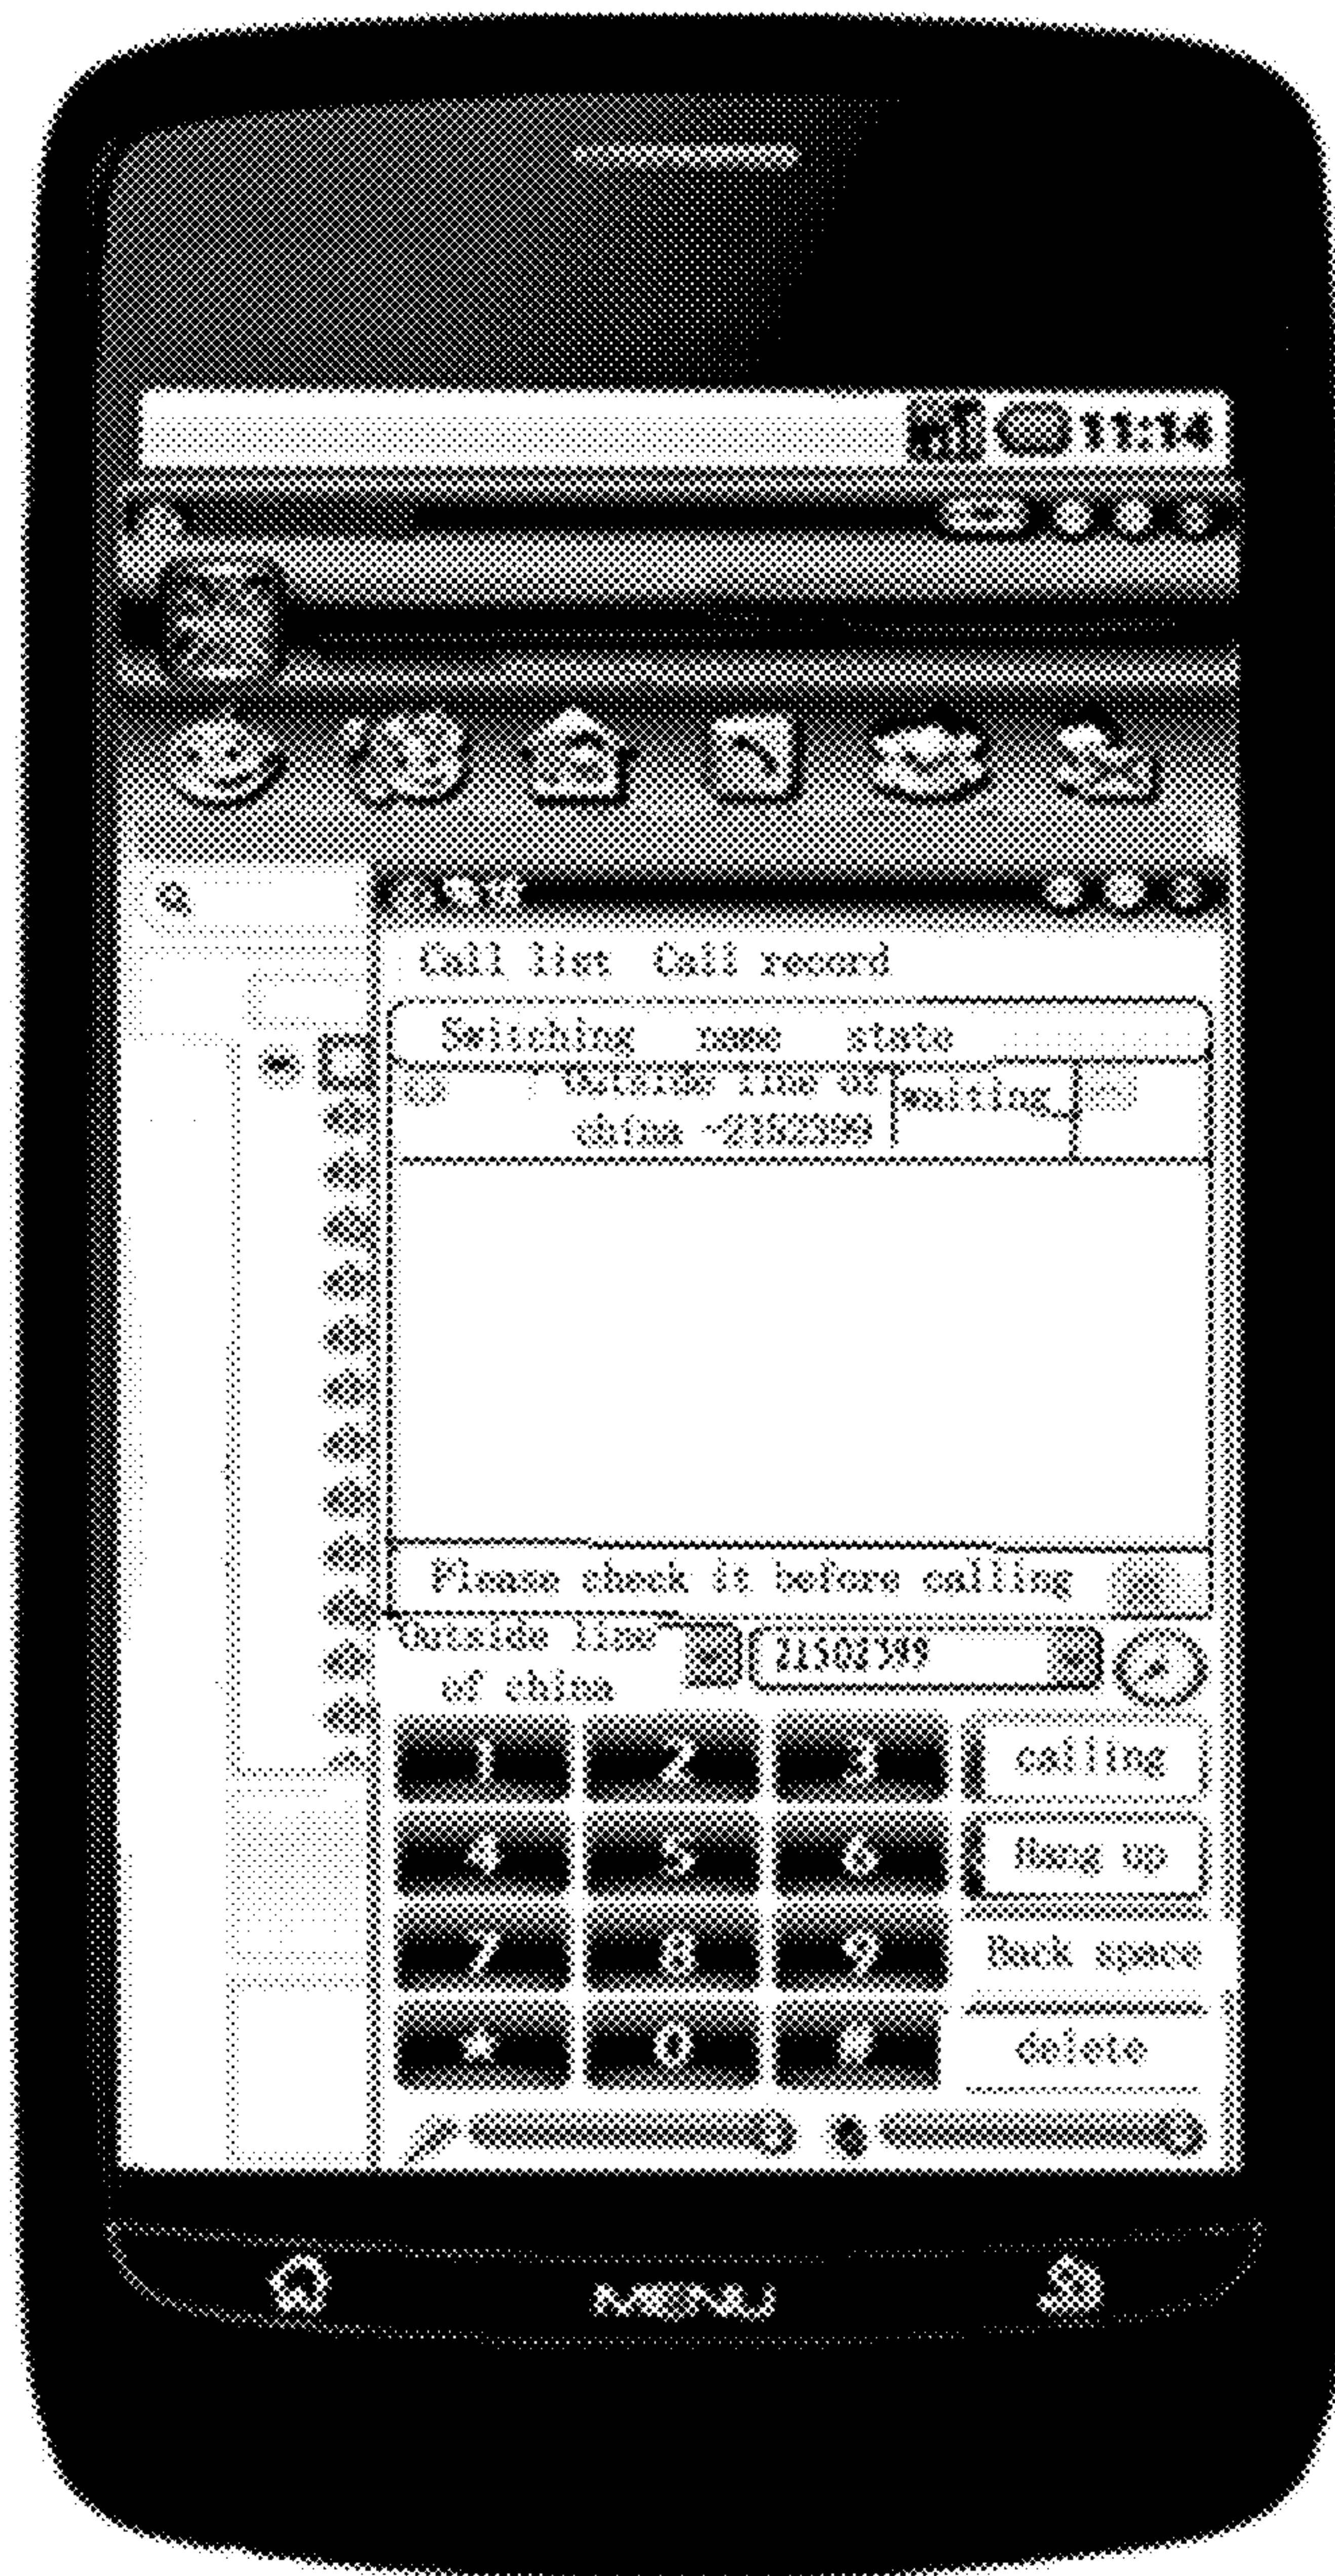 11:14
Call list Call record
Switching name state
Outside line of waiting
china -21502399
Please check it before calling
Outside line 21502399
of china
1 2 3 calling
4 5 6 Hang up
7 8 9 Back space
* 0 # delete
MENU